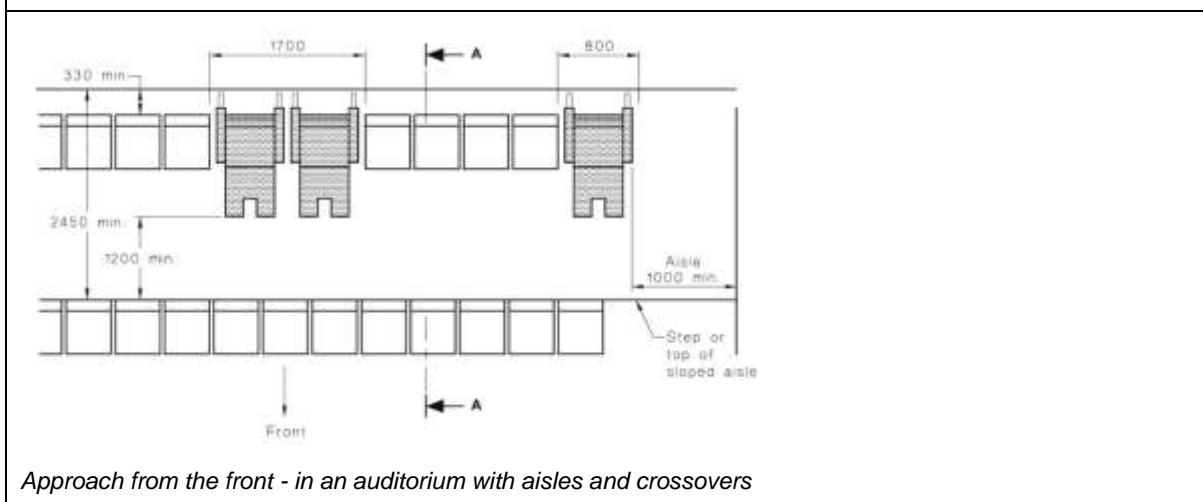 1700
A
800
330 min.
2450 min.
1200 min.
Aisle
1000 min.
Step or
top of
sloped aisle
A
Front
Approach from the front - in an auditorium with aisles and crossovers